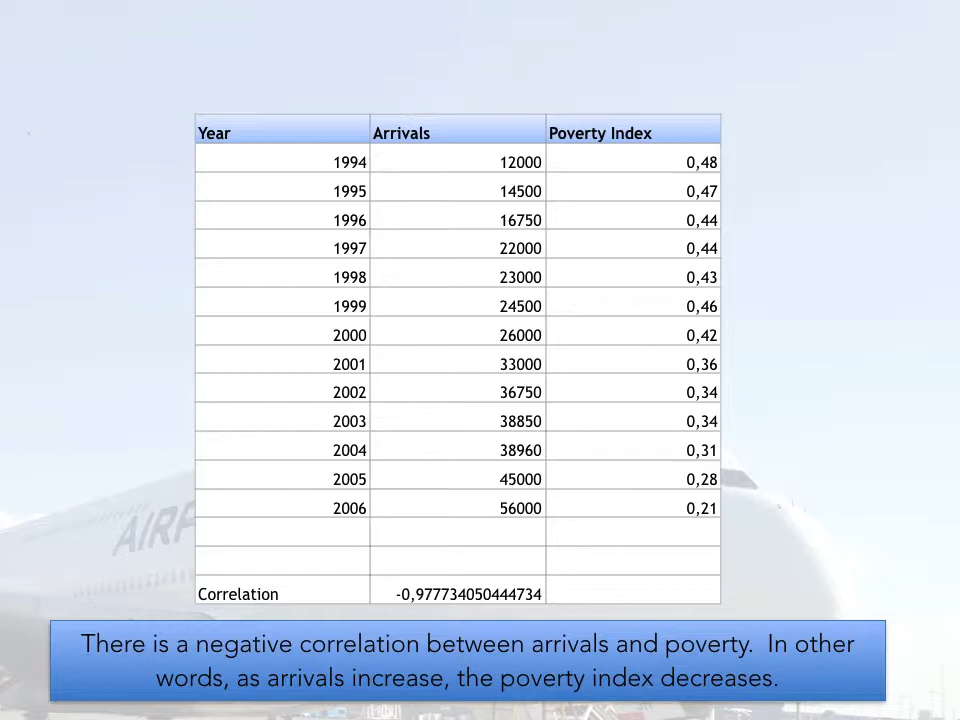 Year Arrivals Poverty Index
1994 12000 0,48
1995 14500 0,47
1996 16750 0,44
1997 22000 0,44
1998 23000 0,43
1999 24500 0,46
2000 26000 0,42
2001 33000 0,36
2002 36750 0,34
2003 38850 0,34
2004 38960 0,31
2005 45000 0,28
2006 56000 0,21
AIRF
Correlation -0,977734050444734
There is a negative correlation between arrivals and poverty.  In other
words, as arrivals increase, the poverty index decreases.